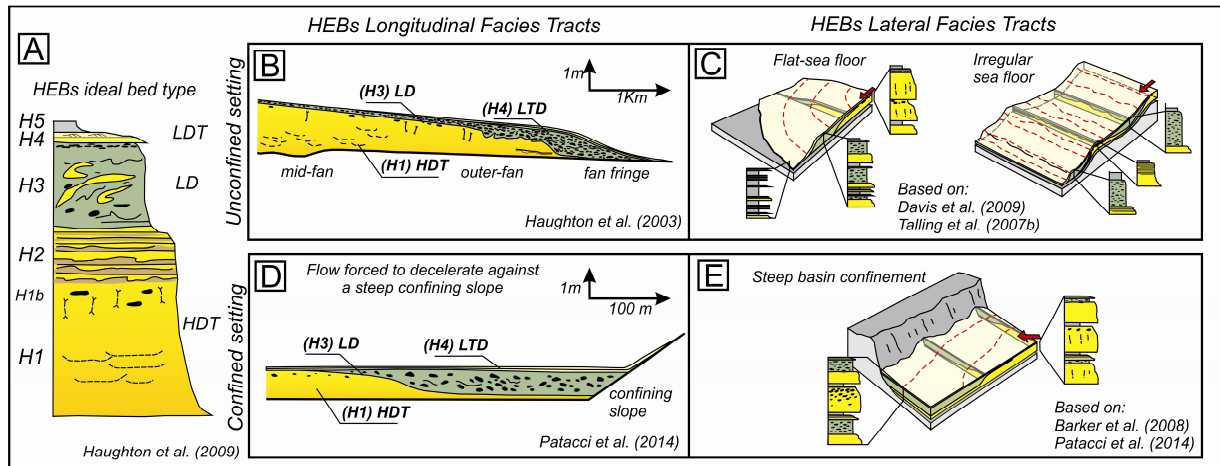 HEBs Longitudinal Facies Tracts
HEBs Lateral Facies Tracts
A
HEBs ideal bed type
H5
H4
LDT
H3
LD
H2
H1b
HDT
H1
Haughton et al. (2009)
Unconfined setting
Confined setting
B
1m
1Km
(H3) LD
(H4) LTD
(H1) HDT
mid-fan
outer-fan
fan fringe
Haughton et al. (2003)
C
Flat-sea floor
Irregular
sea floor
Based on:
Davis et al. (2009)
Talling et al. (2007b)
D
Flow forced to decelerate against
a steep confining slope
1m
100 m
(H3) LD
(H4) LTD
(H1) HDT
confining
slope
Patacci et al. (2014)
E
Steep basin confinement
Based on:
Barker et al. (2008)
Patacci et al. (2014)